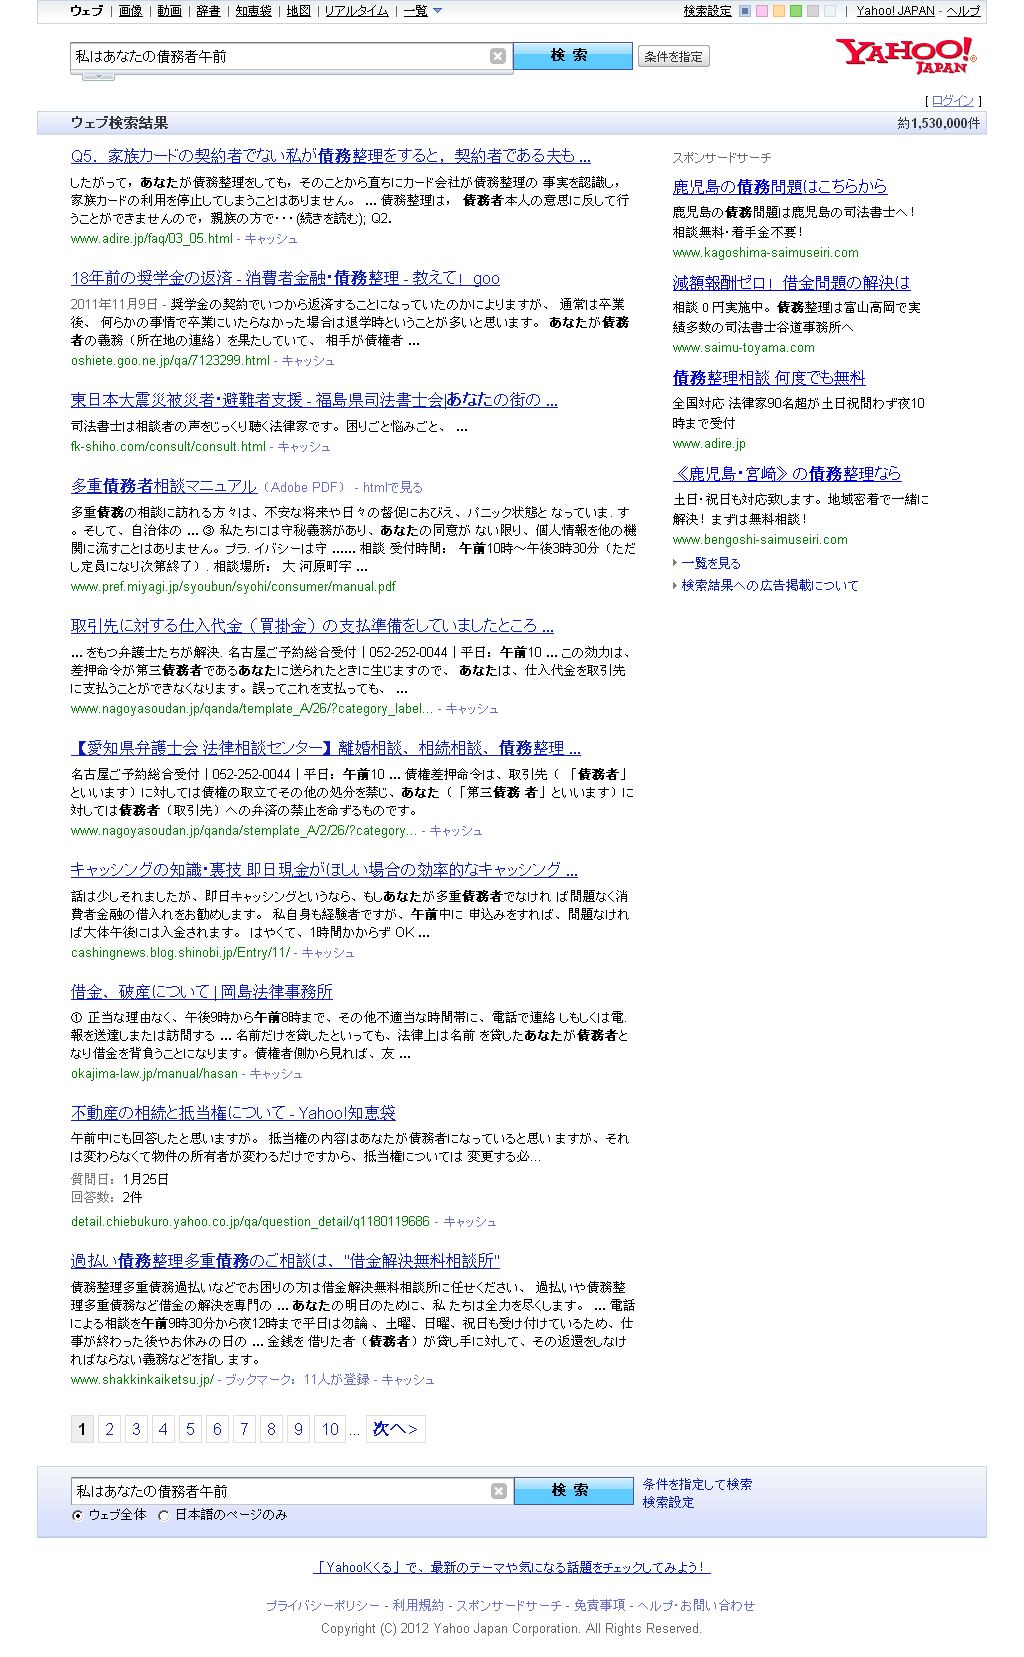 ウェブ | 画像 | 動画 | 辞書 | 知恵袋 | 地図 | リアルタイム | 一覧
検索設定 | Yahoo! JAPAN - ヘルプ
私はあなたの債務者午前 検索 条件を指定
YAHOO! JAPAN
[ ログイン ]
ウェブ検索結果 約1,530,000件
Q5. 家族カードの契約者でない私が債務整理をすると, 契約者である夫も ...
したがって, あなたが債務整理をしても, そのことから直ちにカード会社が債務整理の 事実を認識し,
家族カードの利用を停止してしまうことはありません。 ... 債務整理は, 債務者本人の意思に反して行
うことができませんので, 親族の方で・・・(続きを読む); Q2.
www.adire.jp/faq/03_05.html - キャッシュ
18年前の奨学金の返済 - 消費者金融・債務整理 - 教えて! goo
2011年11月9日 - 奨学金の契約でいつから返済することになっていたのかによりますが、 通常は卒業
後、 何らかの事情で卒業にいたらなかった場合は退学時ということが多いと思います。 あなたが債務
者の義務（所在地の連絡）を果たしていて、 相手が債権者 ...
oshiete.goo.ne.jp/qa/7123299.html - キャッシュ
東日本大震災被災者・避難者支援 - 福島県司法書士会|あなたの街の ...
司法書士は相談者の声をじっくり聴く法律家です。困りごと悩みごと、 ...
fk-shiho.com/consult/consult.html - キャッシュ
多重債務者相談マニュアル（Adobe PDF） - htmlで見る
多重債務の相談に訪れる方々は、不安な将来や日々の督促におびえ、パニック状態と なっていま. す
。そして、自治体の ... ③ 私たちには守秘義務があり、あなたの同意が ない限り、個人情報を他の機
関に流すことはありません。プラ. イバシーは守 ...... 相談 受付時間： 午前10時～午後3時30分（ただ
し定員になり次第終了）. 相談場所： 大 河原町字 ...
www.pref.miyagi.jp/syoubun/syohi/consumer/manual.pdf
取引先に対する仕入代金（買掛金）の支払準備をしていましたところ ...
... をもつ弁護士たちが解決. 名古屋ご予約総合受付｜052-252-0044｜平日：午前10 ... この効力は、
差押命令が第三債務者であるあなたに送られたときに生じますので、 あなたは、仕入代金を取引先
に支払うことができなくなります。誤ってこれを支払っても、 ...
www.nagoyasoudan.jp/qanda/template_A/26/?category_label... - キャッシュ
【愛知県弁護士会 法律相談センター】離婚相談、相続相談、債務整理 ...
名古屋ご予約総合受付｜052-252-0044｜平日：午前10 ... 債権差押命令は、取引先（「債務者」
といいます）に対しては債権の取立てその他の処分を禁じ、あなた（「第三債務 者」といいます）に
対しては債務者（取引先）への弁済の禁止を命ずるものです。
www.nagoyasoudan.jp/qanda/stemplate_A/2/26/?category... - キャッシュ
キャッシングの知識・裏技 即日現金がほしい場合の効率的なキャッシング ...
話は少しそれましたが、即日キャッシングというなら、もしあなたが多重債務者でなけれ ば問題なく消
費者金融の借入れをお勧めします。 私自身も経験者ですが、午前中に 申込みをすれば、問題なけれ
ば大体午後には入金されます。 はやくて、1時間かからず OK ...
cashingnews.blog.shinobi.jp/Entry/11/ - キャッシュ
借金、破産について | 岡島法律事務所
① 正当な理由なく、午後9時から午前8時まで、その他不適当な時間帯に、電話で連絡 しもしくは電.
報を送達しまたは訪問する ... 名前だけを貸したといっても、法律上は名前 を貸したあなたが債務者と
なり借金を背負うことになります。債権者側から見れば、友 ...
okajima-law.jp/manual/hasan - キャッシュ
不動産の相続と抵当権について - Yahoo!知恵袋
午前中にも回答したと思いますが。 抵当権の内容はあなたが債務者になっていると思い ますが、それ
は変わらなくて物件の所有者が変わるだけですから、抵当権については 変更する必...
質問日： 1月25日
回答数： 2件
detail.chiebukuro.yahoo.co.jp/qa/question_detail/q1180119686 - キャッシュ
過払い債務整理多重債務のご相談は、"借金解決無料相談所"
債務整理多重債務過払いなどでお困りの方は借金解決無料相談所に任せください、 過払いや債務整
理多重債務など借金の解決を専門の ... あなたの明日のために、私 たちは全力を尽くします。 ... 電話
による相談を午前9時30分から夜12時まで平日は勿論 、土曜、日曜、祝日も受け付けているため、仕
事が終わった後やお休みの日の ... 金銭を 借りた者（債務者）が貸し手に対して、その返還をしなけ
ればならない義務などを指し ます。
www.shakkinkaiketsu.jp/ - ブックマーク： 11人が登録 - キャッシュ
スポンサードサーチ
鹿児島の債務問題はこちらから
鹿児島の債務問題は鹿児島の司法書士へ！
相談無料・着手金不要！
www.kagoshima-saimuseiri.com
減額報酬ゼロ！借金問題の解決は
相談０円実施中。債務整理は富山高岡で実
績多数の司法書士谷道事務所へ
www.saimu-toyama.com
債務整理相談 何度でも無料
全国対応 法律家90名超が土日祝問わず夜10
時まで受付
www.adire.jp
《鹿児島・宮崎》の債務整理なら
土日・祝日も対応致します。地域密着で一緒に
解決！まずは無料相談！
www.bengoshi-saimuseiri.com
一覧を見る
検索結果への広告掲載について
1 2 3 4 5 6 7 8 9 10 ... 次へ>
私はあなたの債務者午前 検索 条件を指定して検索
検索設定
ウェブ全体 日本語のページのみ
「YahooKくる」で、最新のテーマや気になる話題をチェックしてみよう！
プライバシーポリシー - 利用規約 - スポンサードサーチ - 免責事項 - ヘルプ・お問い合わせ
Copyright (C) 2012 Yahoo Japan Corporation. All Rights Reserved.